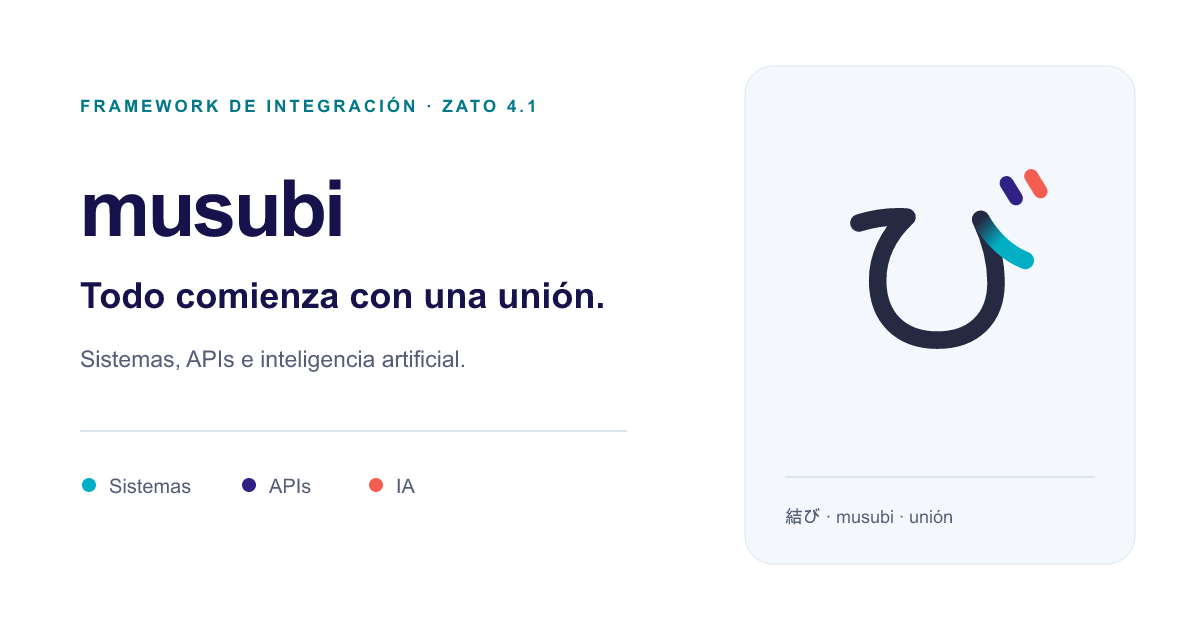 FRAMEWORK DE INTEGRACIÓN · ZATO 4.1
musubi
Todo comienza con una unión.
Sistemas, APIs e inteligencia artificial.
Sistemas
APIs
IA
び
結び · musubi · unión